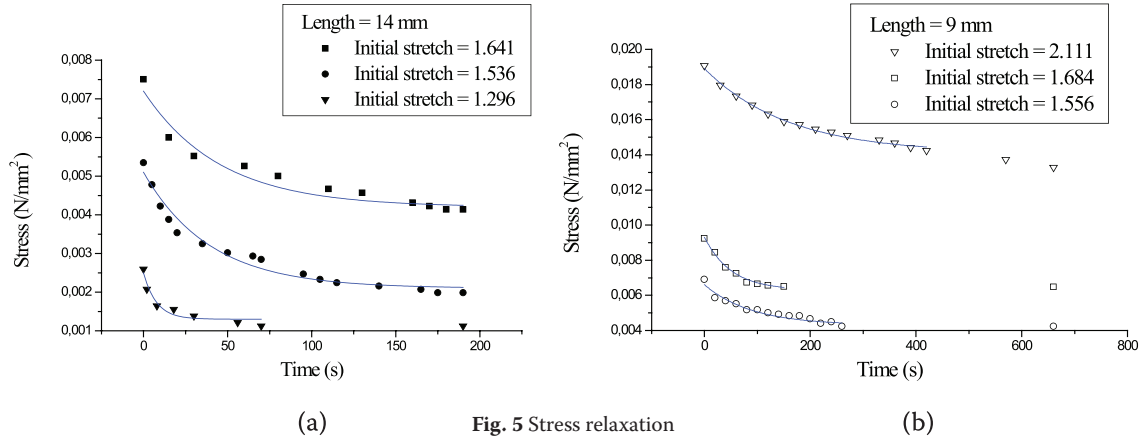 Length = 14 mm
Initial stretch = 1.641
Initial stretch = 1.536
Initial stretch = 1.296
0,008
0,007
0,006
0,005
0,004
0,003
0,002
0,001
Stress (N/mm²)
0 50 100 150 200
Time (s)
(a)
Length = 9 mm
Initial stretch = 2.111
Initial stretch = 1.684
Initial stretch = 1.556
0,020
0,018
0,016
0,014
0,012
0,010
0,008
0,006
0,004
Stress (N/mm²)
0 200 400 600 800
Time (s)
(b)
Fig. 5 Stress relaxation